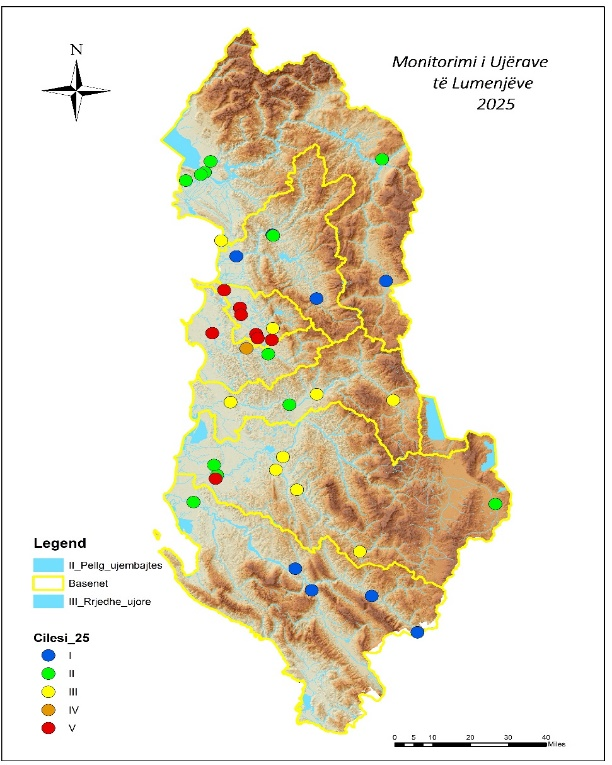 N
Monitorimi i Ujërave
të Lumenjëve
2025
Legend
II_Pellg_ujembajtes
Basenet
III_Rrjedhe_ujore
Cilesi_25
I
II
III
IV
V
0 5 10 20 30 40
Miles